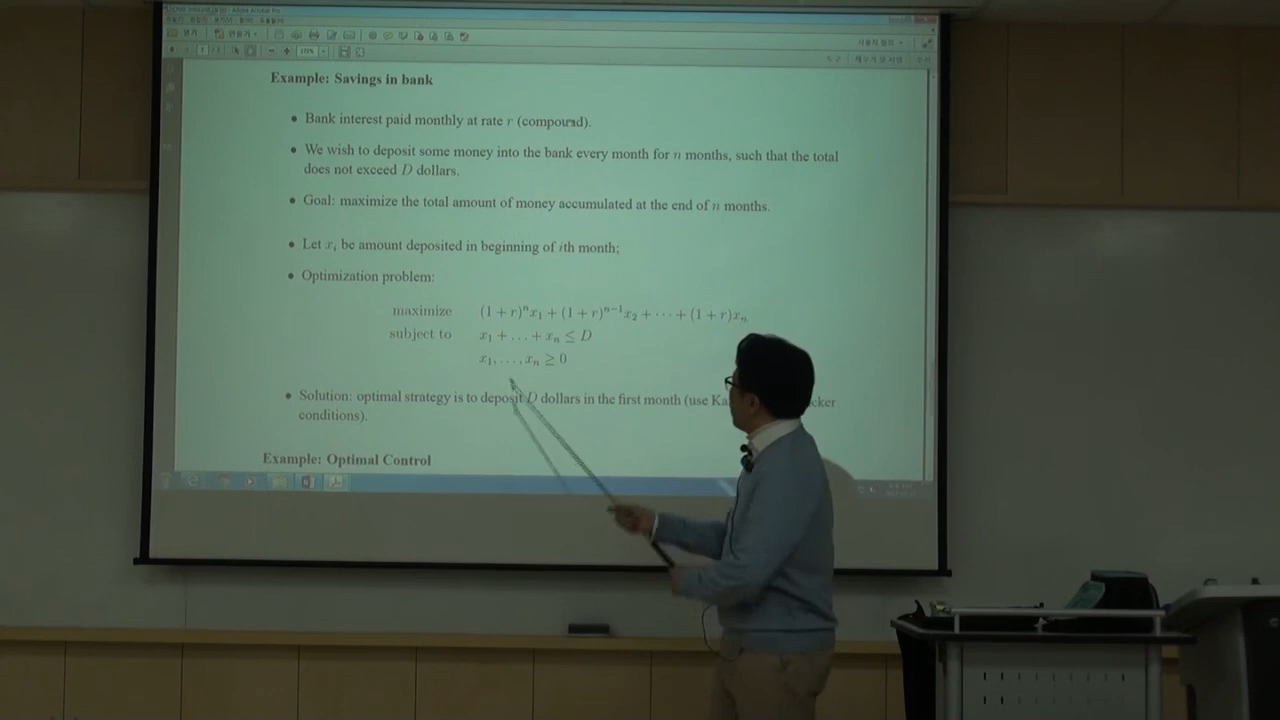 Example: Savings in bank
• Bank interest paid monthly at rate r (compound).
• We wish to deposit some money into the bank every month for n months, such that the total
does not exceed D dollars.
• Goal: maximize the total amount of money accumulated at the end of n months.
• Let xᵢ be amount deposited in beginning of ith month;
• Optimization problem:
maximize (1 + r)ⁿx₁ + (1 + r)ⁿ⁻¹x₂ + ··· + (1 + r)xₙ
subject to x₁ + ... + xₙ ≤ D
x₁, ..., xₙ ≥ 0
• Solution: optimal strategy is to deposit D dollars in the first month (use
conditions).
Example: Optimal Control